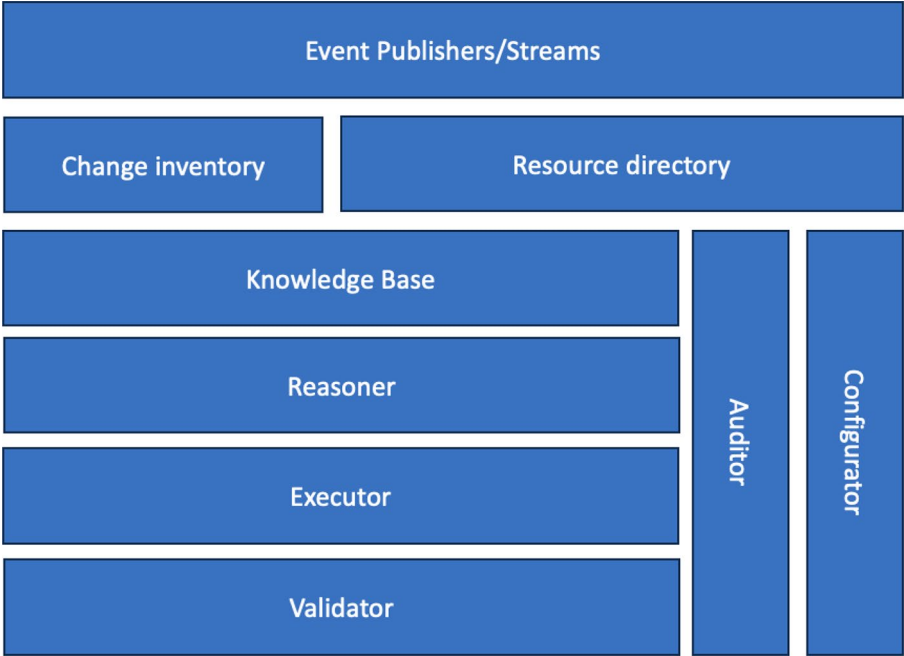 Event Publishers/Streams
Change inventory
Resource directory
Knowledge Base
Reasoner
Executor
Validator
Auditor
Configurator